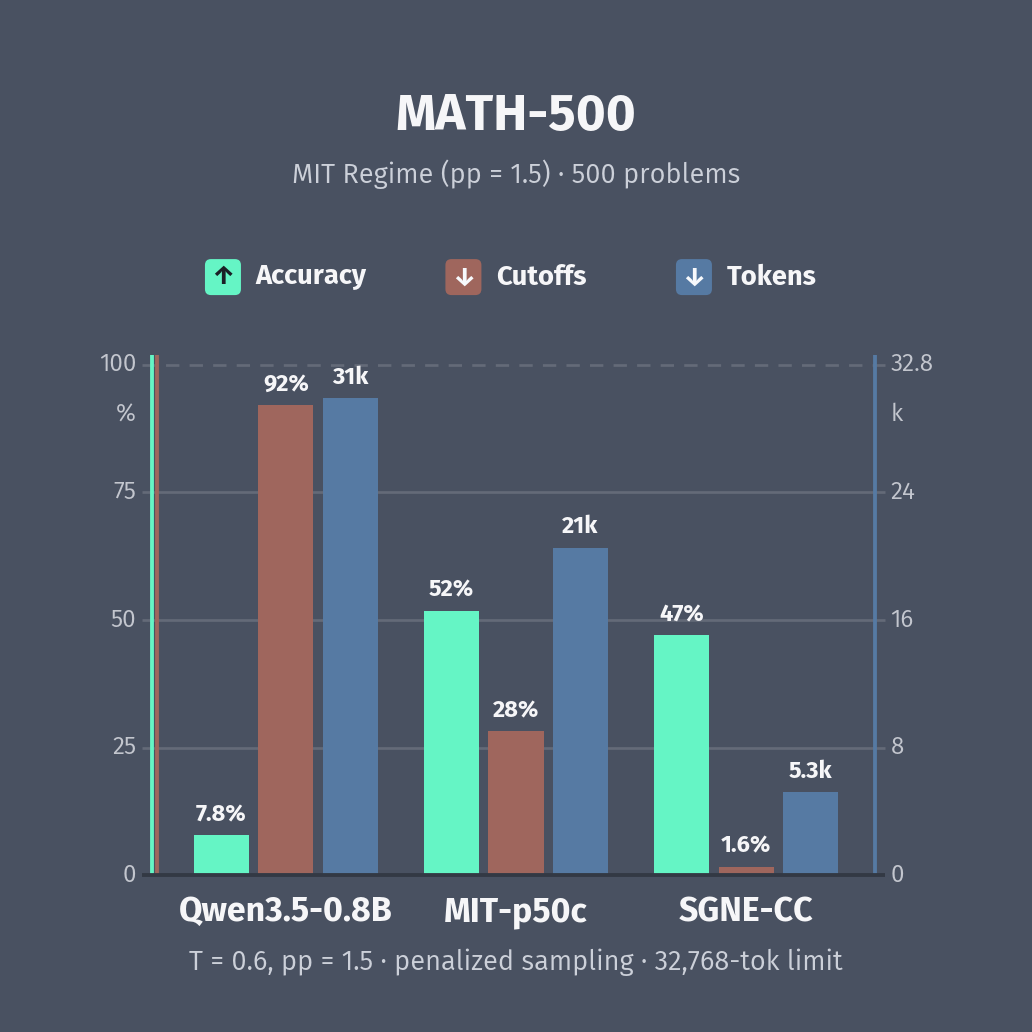 MATH-500
MIT Regime (pp = 1.5) · 500 problems
↑ Accuracy ↓ Cutoffs ↓ Tokens
100 32.8
92% 31k
% k
75 24
21k
52%
50 47% 16
28%
25 8
5.3k
7.8%
1.6%
0 0
Qwen3.5-0.8B MIT-p50c SGNE-CC
T = 0.6, pp = 1.5 · penalized sampling · 32,768-tok limit